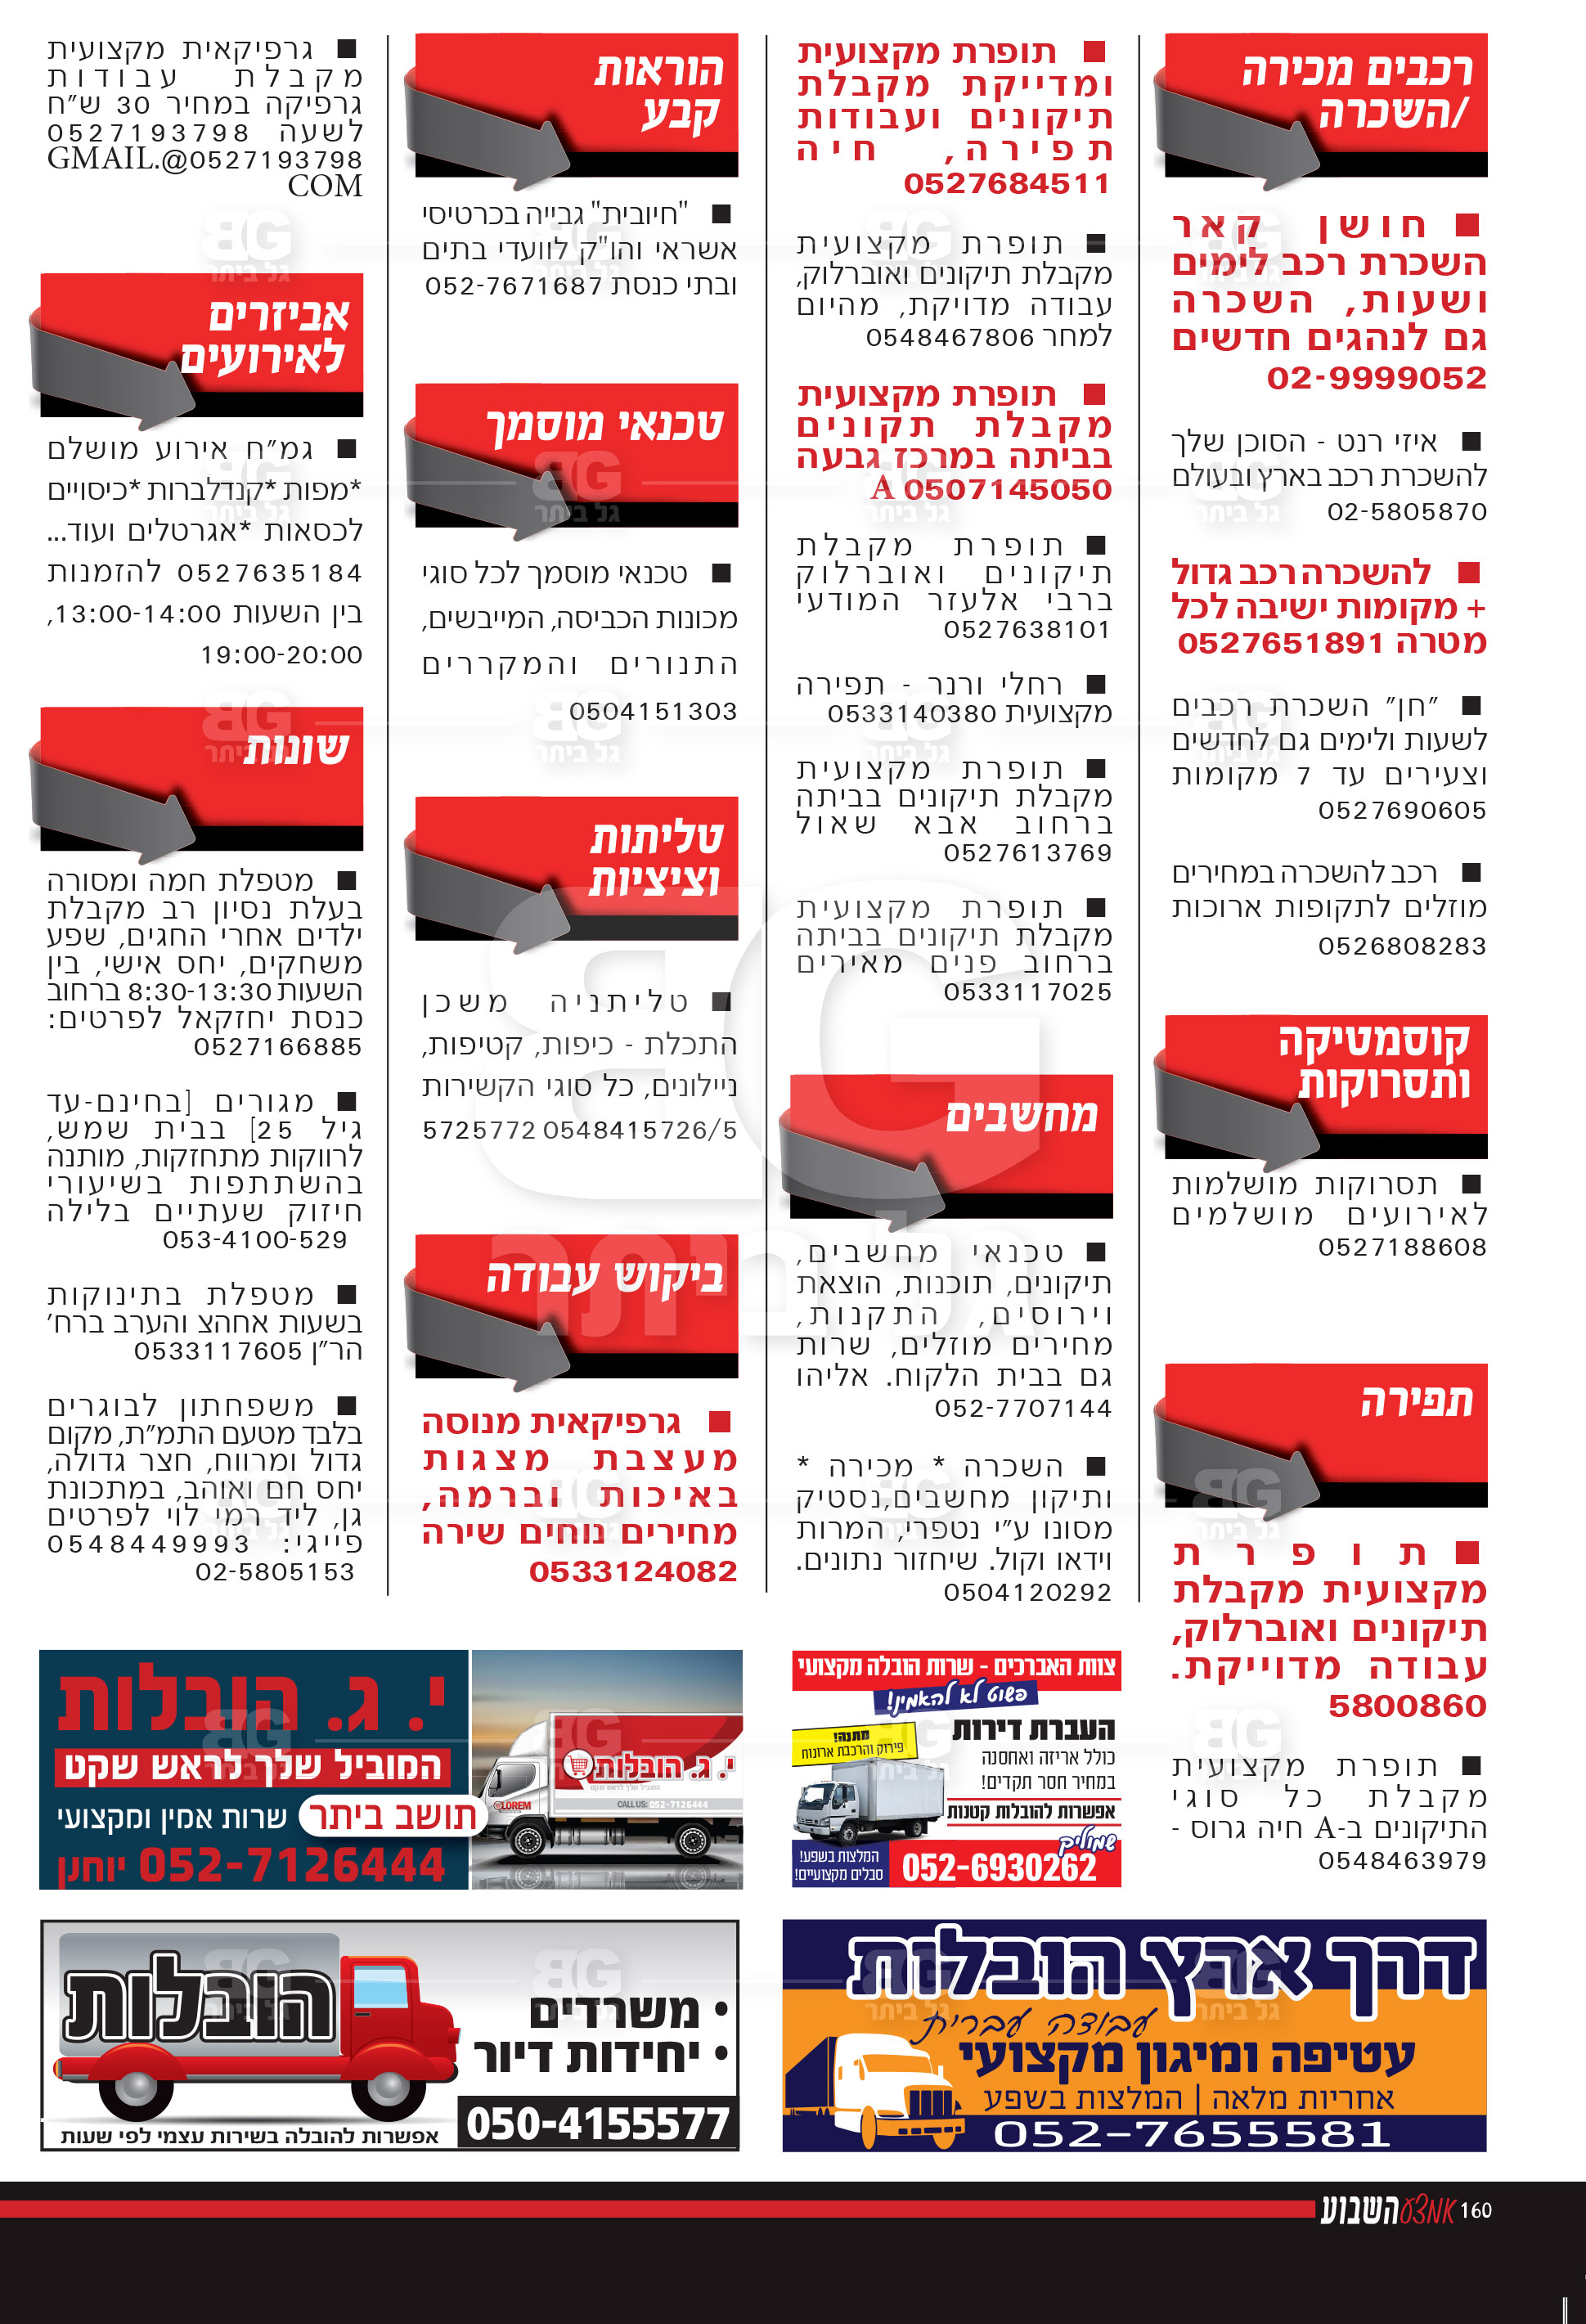 רכבים מכירה
/השכרה
■ חושן קאר
השכרת רכב לימים
ושעות, השכרה
גם לנהגים חדשים
02-9999052
■ איזי רנט - הסוכן שלך
להשכרת רכב בארץ ובעולם
02-5805870
■ להשכרה רכב גדול
+ מקומות ישיבה לכל
מטרה 0527651891
■ "חן" השכרת רכבים
לשעות ולימים גם לחדשים
וצעירים עד 7 מקומות
0527690605
■ רכב להשכרה במחירים
מוזלים לתקופות ארוכות
0526808283
קוסמטיקה
ותסרוקות
■ תסרוקות מושלמות
לאירועים מושלמים
0527188608
תפירה
■ תופרת
מקצועית מקבלת
תיקונים ואוברלוק,
עבודה מדוייקת.
5800860
■ תופרת מקצועית
מקבלת כל סוגי
התיקונים ב-A חיה גרוס -
0548463979
■ תופרת מקצועית
ומדייקת מקבלת
תיקונים ועבודות
תפירה, חיה
0527684511
■ תופרת מקצועית
מקבלת תיקונים ואוברלוק,
עבודה מדויקת, מהיום
למחר 0548467806
■ תופרת מקצועית
מקבלת תקונים
בביתה במרכז גבעה
A 0507145050
■ תופרת מקבלת
תיקונים ואוברלוק
ברבי אלעזר המודעי
0527638101
■ רחלי ורנר - תפירה
מקצועית 0533140380
■ תופרת מקצועית
מקבלת תיקונים בביתה
ברחוב אבא שאול
0527613769
■ תופרת מקצועית
מקבלת תיקונים בביתה
ברחוב פנים מאירים
0533117025
מחשבים
■ טכנאי מחשבים,
תיקונים, תוכנות, הוצאת
וירוסים, התקנות,
מחירים מוזלים, שרות
גם בבית הלקוח. אליהו
052-7707144
■ השכרה * מכירה *
ותיקון מחשבים,נסטיק
מסונו ע"י נטפרי, המרות
וידאו וקול. שיחזור נתונים.
0504120292
הוראות
קבע
■ "חיובית" גבייה בכרטיסי
אשראי והו"ק לוועדי בתים
ובתי כנסת 052-7671687
טכנאי מוסמך
■ טכנאי מוסמך לכל סוגי
מכונות הכביסה, המייבשים,
התנורים והמקררים
0504151303
טליתות
וציציות
■ טליתניה משכן
התכלת - כיפות, קטיפות,
ניילונים, כל סוגי הקשירות
5725772 0548415726/5
ביקוש עבודה
■ גרפיקאית מנוסה
מעצבת מצגות
באיכות וברמה,
מחירים נוחים שירה
0533124082
■ גרפיקאית מקצועית
מקבלת עבודות
גרפיקה במחיר 30 ש"ח
לשעה 0527193798
GMAIL.@0527193798
COM
אביזרים
לאירועים
■ גמ"ח אירוע מושלם
*מפות *קנדלברות *כיסויים
לכסאות *אגרטלים ועוד...
0527635184 להזמנות
בין השעות 13:00-14:00,
19:00-20:00
שונות
■ מטפלת חמה ומסורה
בעלת נסיון רב מקבלת
ילדים אחרי החגים, שפע
משחקים, יחס אישי, בין
השעות 8:30-13:30 ברחוב
כנסת יחזקאל לפרטים:
0527166885
■ מגורים [בחינם-עד
גיל 25] בבית שמש,
לרווקות מתחזקות, מותנה
בהשתתפות בשיעורי
חיזוק שעתיים בלילה
053-4100-529
■ מטפלת בתינוקות
בשעות אחהצ והערב ברח'
הר"ן 0533117605
■ משפחתון לבוגרים
בלבד מטעם התמ"ת, מקום
גדול ומרווח, חצר גדולה,
יחס חם ואוהב, במתכונת
גן, ליד רמי לוי לפרטים
פייגי: 0548449993
02-5805153
צוות האברכים - שרות הובלה מקצועי
פשוט לא להאמין!
העברת דירות
כולל אריזה ואחסנה
במחיר חסר תקדים!
אפשרות להובלות קטנות
מתנה!
פירוק והרכבת ארונות
שמוליק
052-6930262
המלצות בשפע!
סבלים מקצועיים!
י. ג. הובלות
המוביל שלך לראש שקט
תושב ביתר שרות אמין ומקצועי
052-7126444 יוחנן
י. ג. הובלות
המוביל שלך לראש שקט
CALL US: 052-7126444
LOREM
דרך ארץ הובלות
עבודה עברית
עטיפה ומיגון מקצועי
אחריות מלאה | המלצות בשפע
052-7655581
הובלות
• משרדים
• יחידות דיור
050-4155577
אפשרות להובלה בשירות עצמי לפי שעות
BG
גל ביתר
160 אמצע השבוע